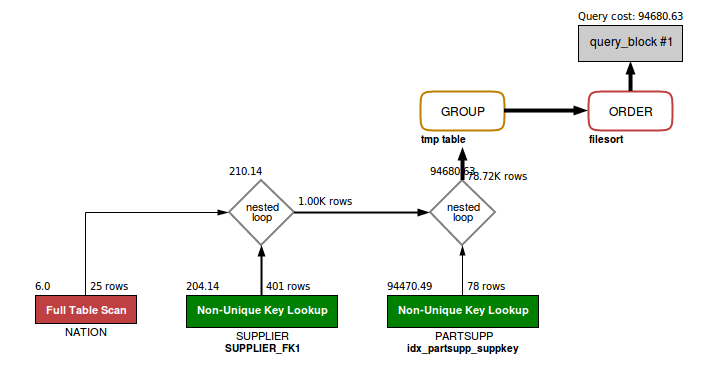 Query cost: 94680.63
query_block #1
GROUP
ORDER
tmp table
filesort
210.14
94680.63
78.72K rows
nested
loop
1.00K rows
nested
loop
6.0
25 rows
204.14
401 rows
94470.49
78 rows
Full Table Scan
Non-Unique Key Lookup
Non-Unique Key Lookup
NATION
SUPPLIER
PARTSUPP
SUPPLIER_FK1
idx_partsupp_suppkey